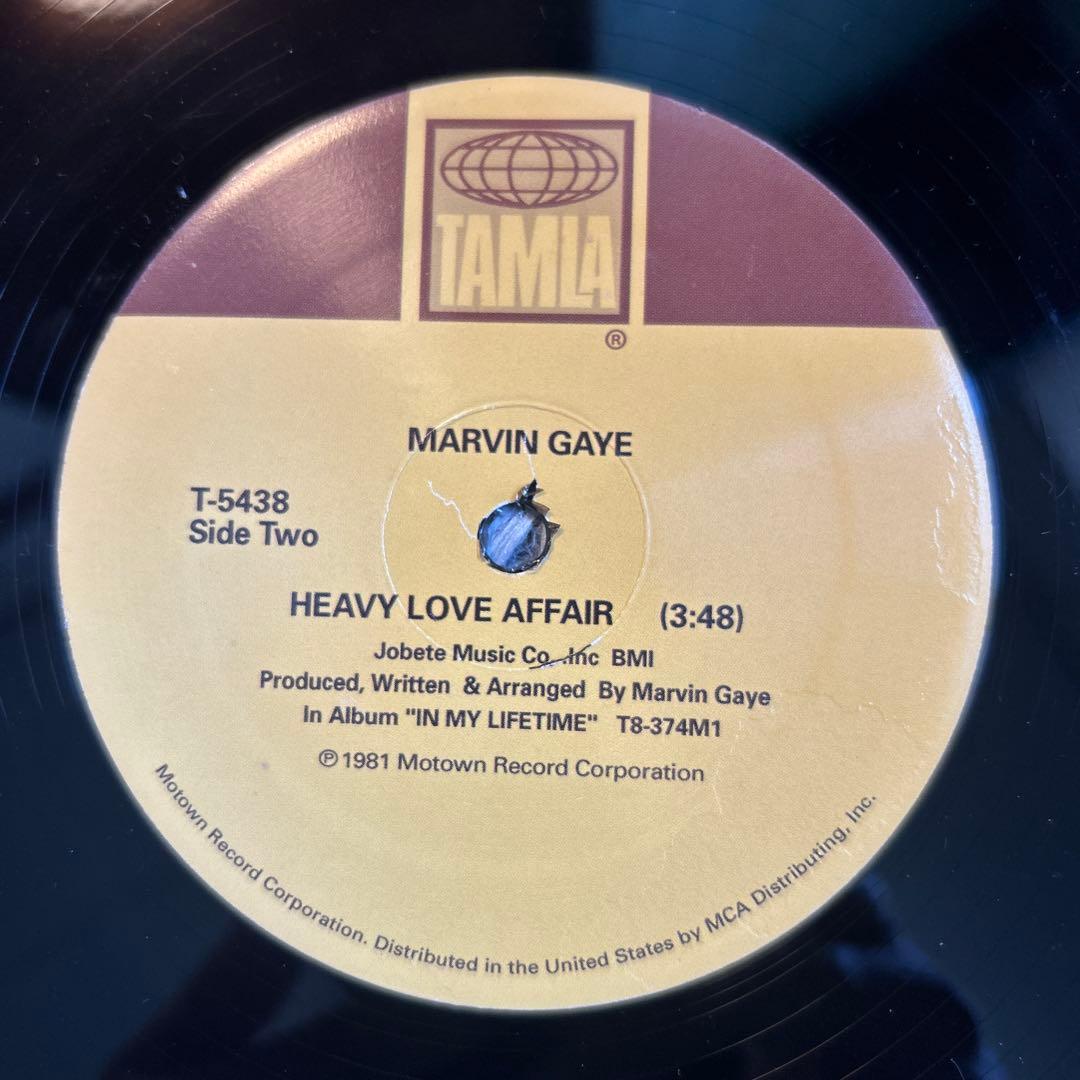 TAMLA
®
MARVIN GAYE
T-5438
Side Two
HEAVY LOVE AFFAIR (3:48)
Jobete Music Co., Inc BMI
Produced, Written & Arranged By Marvin Gaye
In Album "IN MY LIFETIME" T8-374M1
℗ 1981 Motown Record Corporation
Motown Record Corporation. Distributed in the United States by MCA Distributing, Inc.